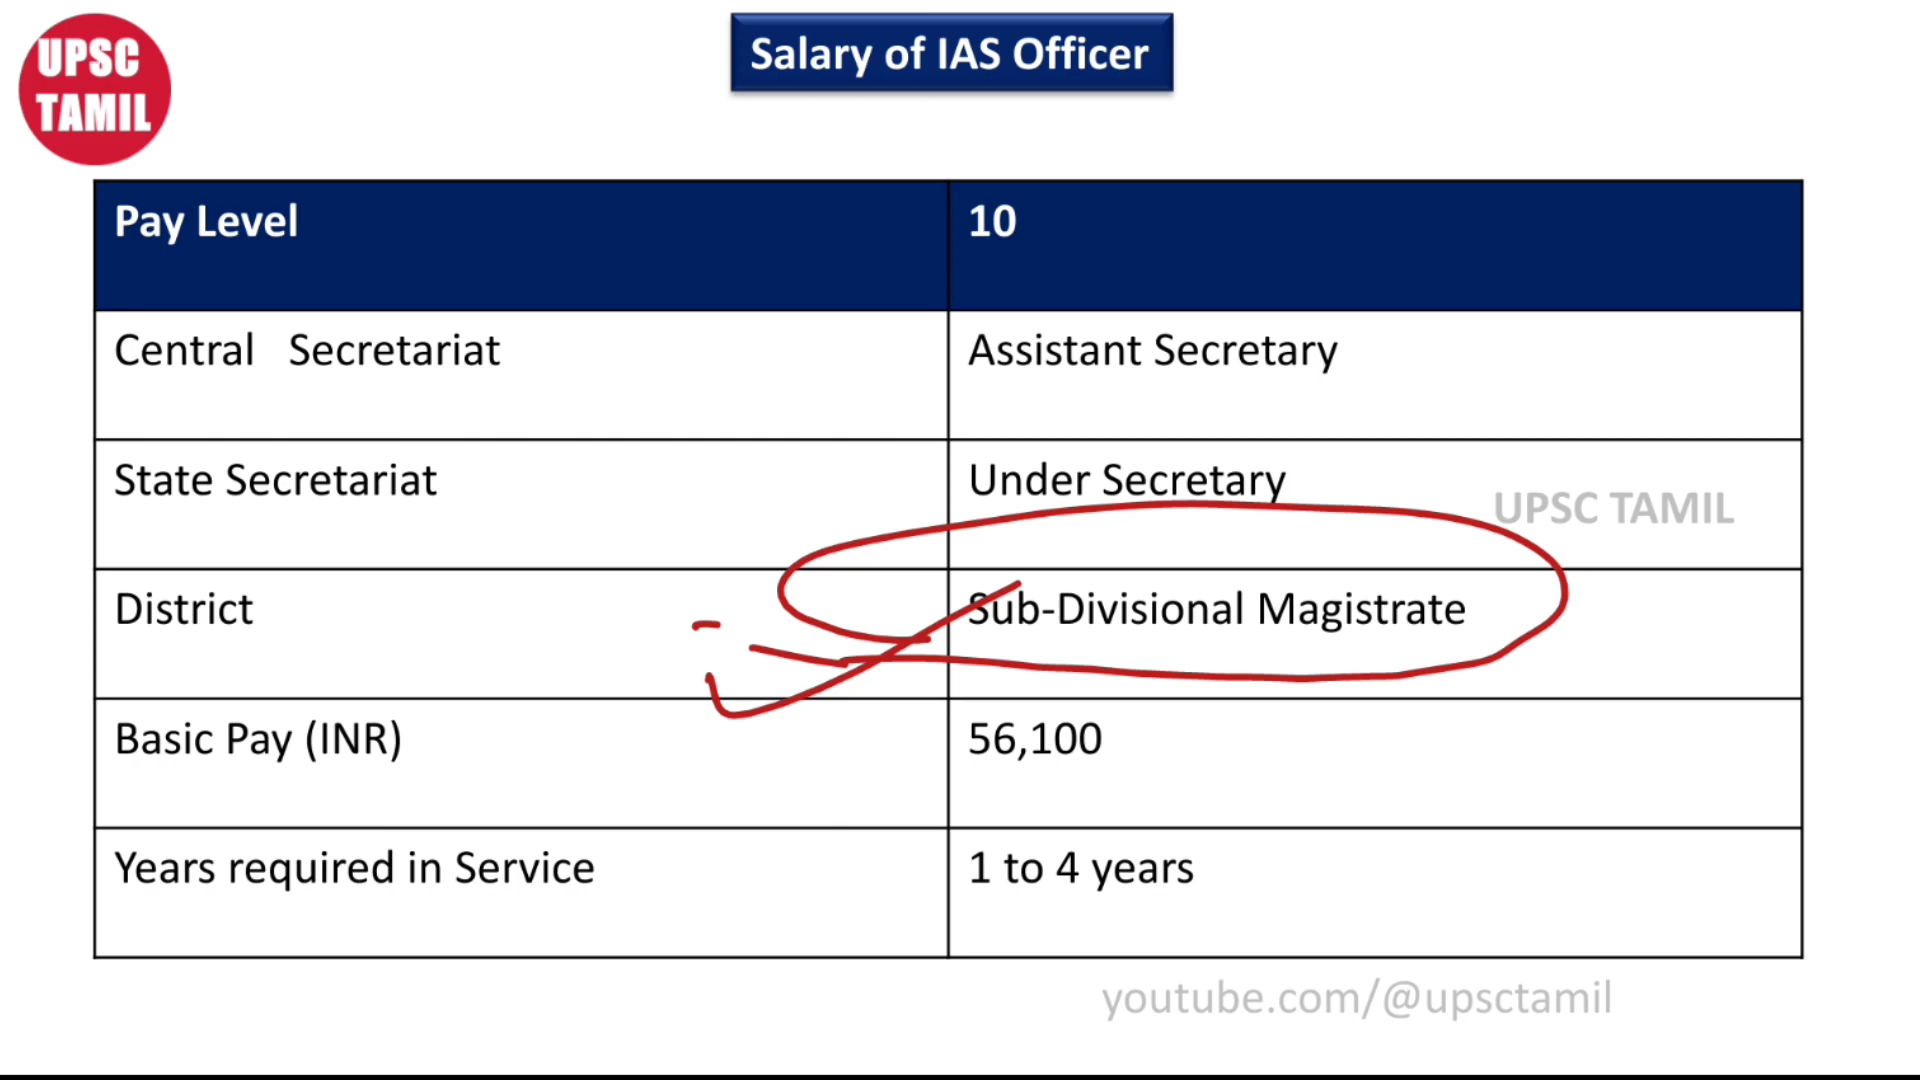 UPSC
TAMIL
Salary of IAS Officer
Pay Level 10
Central Secretariat Assistant Secretary
State Secretariat Under Secretary
UPSC TAMIL
District Sub-Divisional Magistrate
Basic Pay (INR) 56,100
Years required in Service 1 to 4 years
youtube.com/@upsctamil